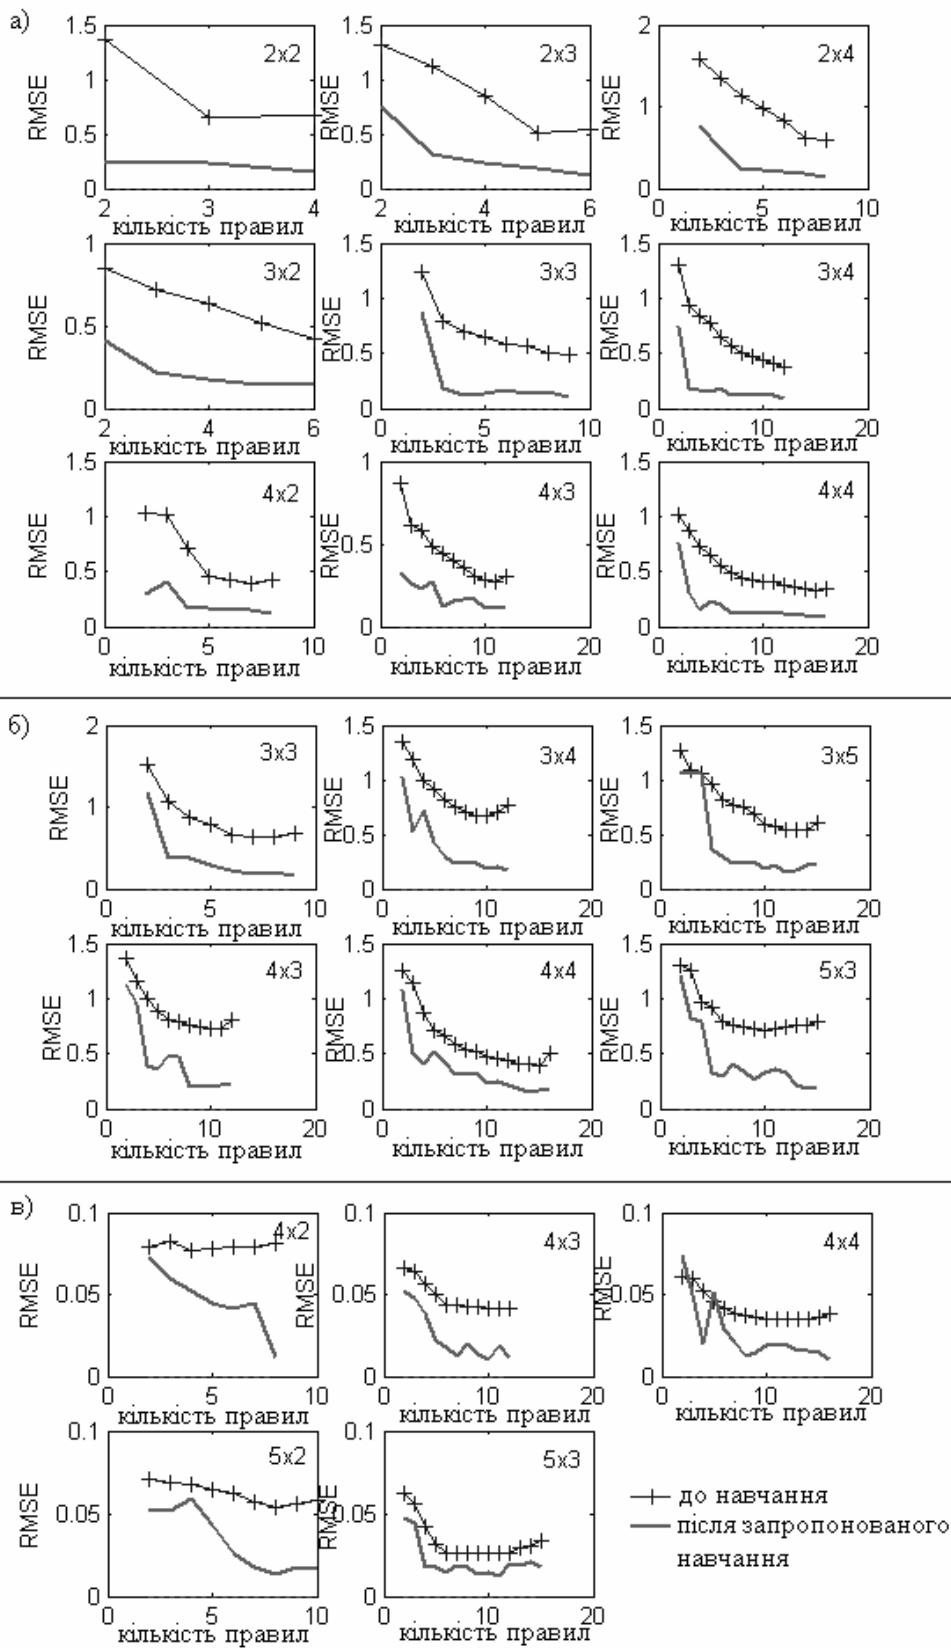 а)
1.5
1
0.5
0
RMSE
2x2
2
3
4
кількість правил
1.5
1
0.5
0
RMSE
2x3
2
4
6
кількість правил
2
1
0
RMSE
2x4
0
5
10
кількість правил
1
0.5
0
RMSE
3x2
2
4
6
кількість правил
1.5
1
0.5
0
RMSE
3x3
0
5
10
кількість правил
1.5
1
0.5
0
RMSE
3x4
0
10
20
кількість правил
1.5
1
0.5
0
RMSE
4x2
0
5
10
кількість правил
1
0.5
0
RMSE
4x3
0
10
20
кількість правил
1.5
1
0.5
0
RMSE
4x4
0
10
20
кількість правил
б)
2
1
0
RMSE
3x3
0
5
10
кількість правил
1.5
1
0.5
0
RMSE
3x4
0
10
20
кількість правил
1.5
1
0.5
0
RMSE
3x5
0
10
20
кількість правил
1.5
1
0.5
0
RMSE
4x3
0
10
20
кількість правил
1.5
1
0.5
0
RMSE
4x4
0
10
20
кількість правил
1.5
1
0.5
0
RMSE
5x3
0
10
20
кількість правил
в)
0.1
0.05
0
RMSE
4x2
0
5
10
кількість правил
0.1
0.05
0
RMSE
4x3
0
10
20
кількість правил
0.1
0.05
0
RMSE
4x4
0
10
20
кількість правил
0.1
0.05
0
RMSE
5x2
0
5
10
кількість правил
0.1
0.05
0
RMSE
5x3
0
10
20
кількість правил
до навчання
після запропонованого
навчання